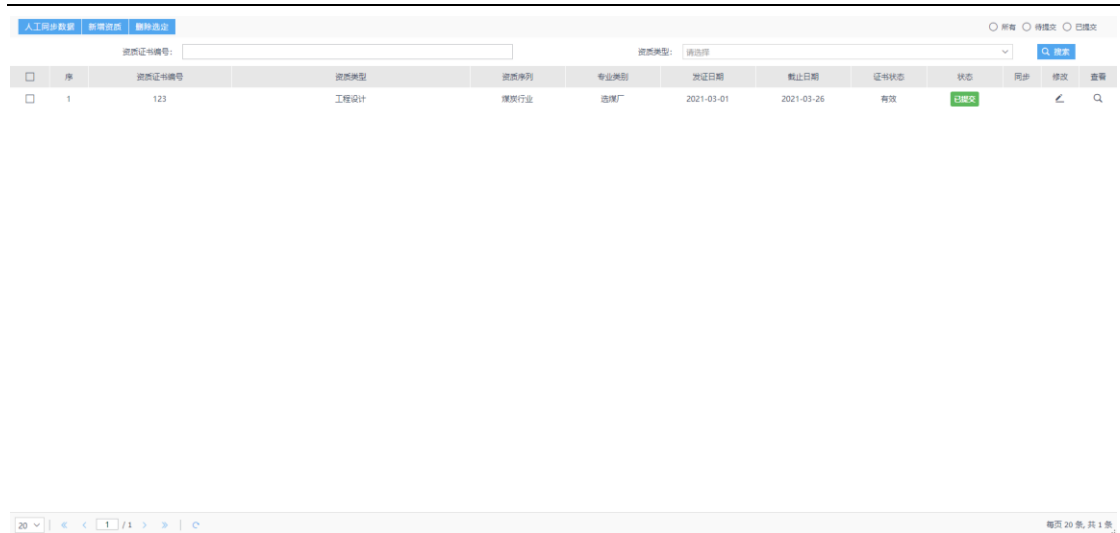 人工同步数据 新增资质 删除选定 所有 待提交 已提交
资质证书编号: 资质类型: 请选择 搜索
序 资质证书编号 资质类型 资质序列 专业类别 发证日期 截止日期 证书状态 状态 同步 修改 查看
1 123 工程设计 煤炭行业 选煤厂 2021-03-01 2021-03-26 有效 已提交
20 1 / 1 每页 20 条, 共 1 条